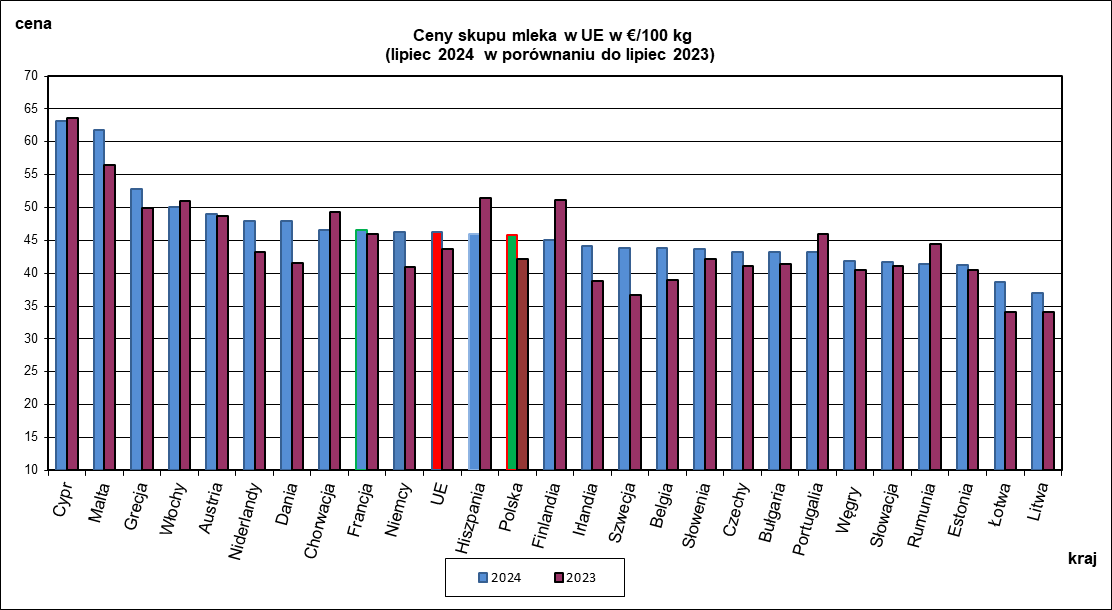 cena
Ceny skupu mleka w UE w €/100 kg
(lipiec 2024 w porównaniu do lipiec 2023)
70
65
60
55
50
45
40
35
30
25
20
15
10
Cypr
Malta
Grecja
Włochy
Austria
Niderlandy
Dania
Chorwacja
Francja
Niemcy
UE
Hiszpania
Polska
Finlandia
Irlandia
Szwecja
Belgia
Słowenia
Czechy
Bułgaria
Portugalia
Węgry
Słowacja
Rumunia
Estonia
Łotwa
Litwa
kraj
2024 2023